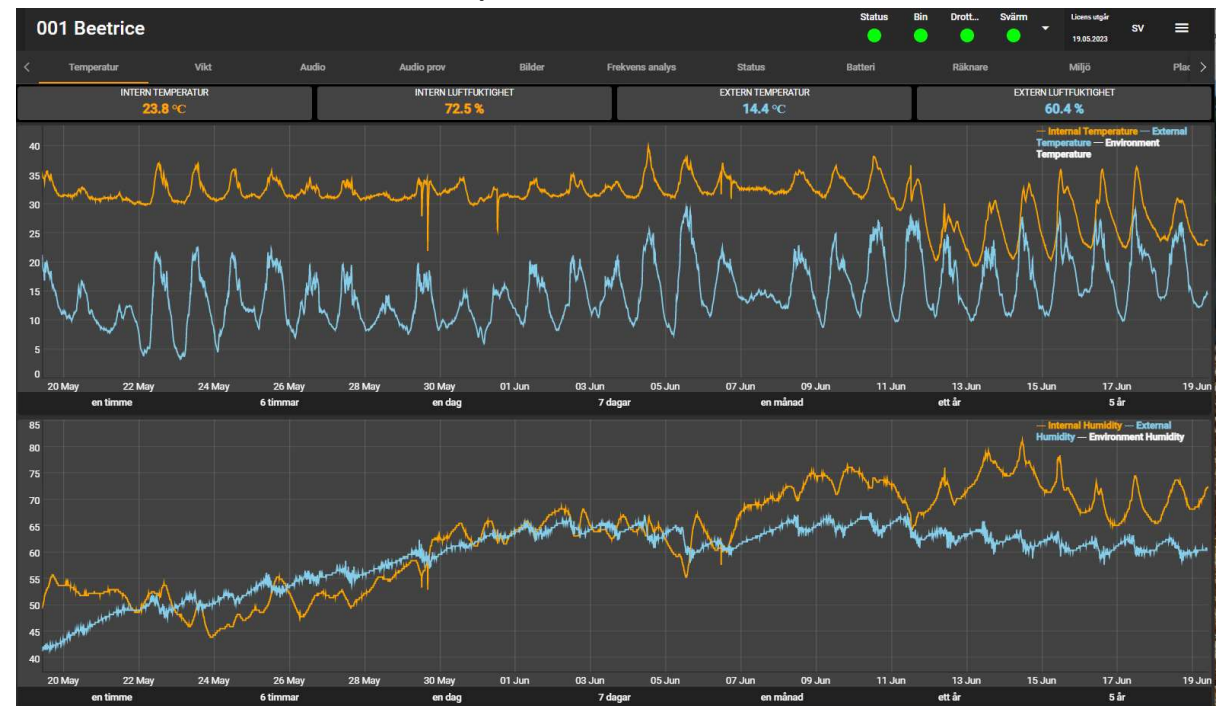 001 Beetrice
Status Bin Drott... Svärm Licens utgår 19.05.2023 SV
Temperatur Vikt Audio Audio prov Bilder Frekvens analys Status Batteri Räknare Miljö Plac
INTERN TEMPERATUR INTERN LUFTFUKTIGHET EXTERN TEMPERATUR EXTERN LUFTFUKTIGHET
23.8 °C 72.5 % 14.4 °C 60.4 %
— Internal Temperature — External
Temperature — Environment
Temperature
40
35
30
25
20
15
10
5
0
20 May 22 May 24 May 26 May 28 May 30 May 01 Jun 03 Jun 05 Jun 07 Jun 09 Jun 11 Jun 13 Jun 15 Jun 17 Jun 19 Jun
en timme 6 timmar en dag 7 dagar en månad ett år 5 år
— Internal Humidity — External
Humidity — Environment Humidity
85
80
75
70
65
60
55
50
45
40
20 May 22 May 24 May 26 May 28 May 30 May 01 Jun 03 Jun 05 Jun 07 Jun 09 Jun 11 Jun 13 Jun 15 Jun 17 Jun 19 Jun
en timme 6 timmar en dag 7 dagar en månad ett år 5 år